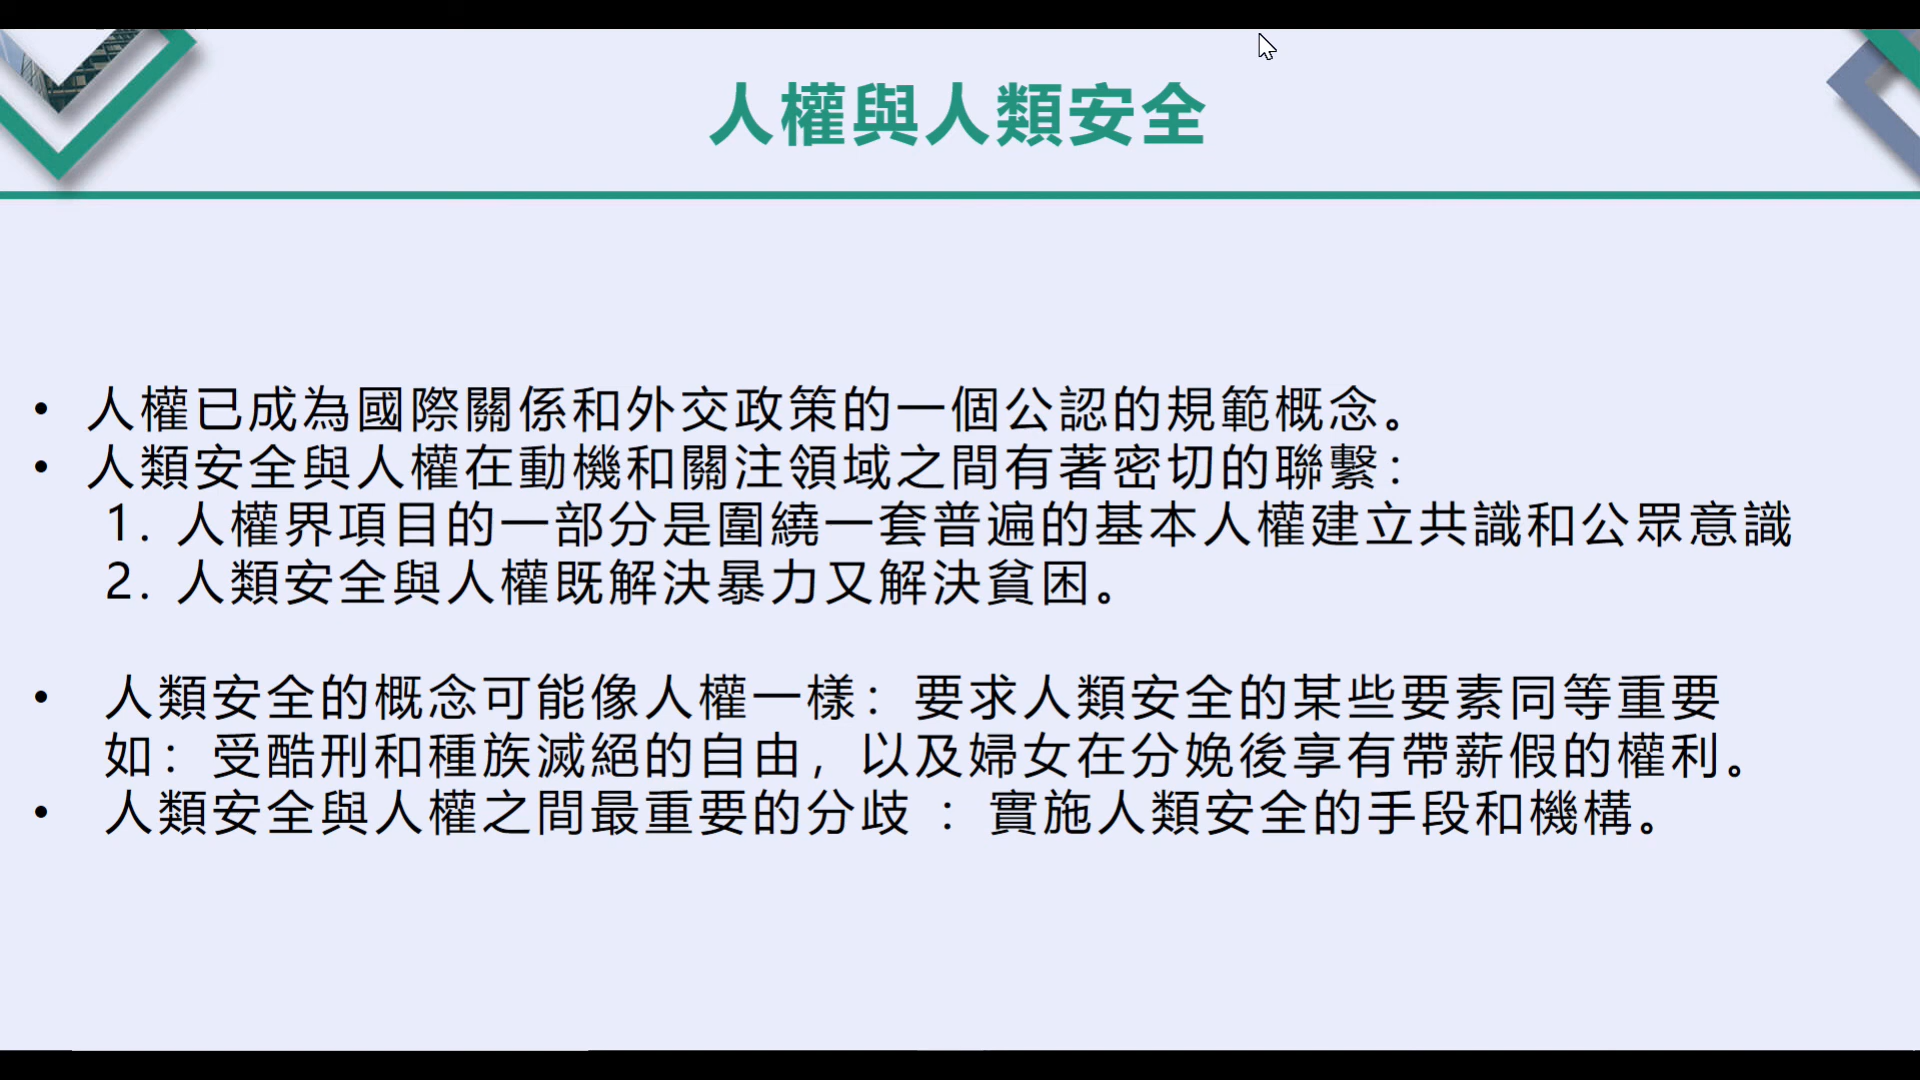 人權與人類安全
• 人權已成為國際關係和外交政策的一個公認的規範概念。
• 人類安全與人權在動機和關注領域之間有著密切的聯繫：
1. 人權界項目的一部分是圍繞一套普遍的基本人權建立共識和公眾意識
2. 人類安全與人權既解決暴力又解決貧困。
• 人類安全的概念可能像人權一樣：要求人類安全的某些要素同等重要
如：受酷刑和種族滅絕的自由，以及婦女在分娩後享有帶薪假的權利。
• 人類安全與人權之間最重要的分歧 ：實施人類安全的手段和機構。